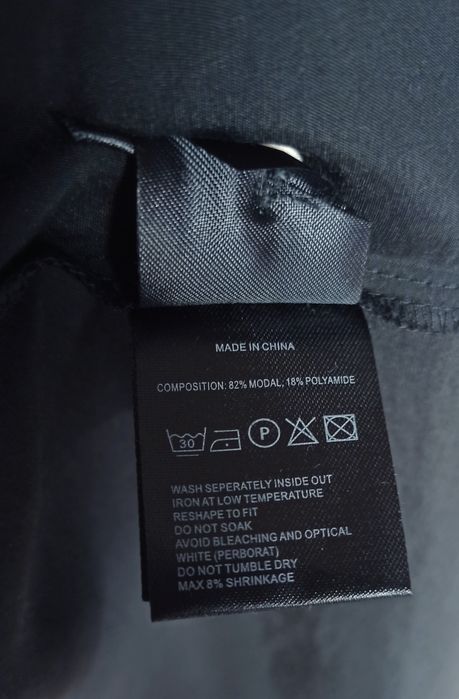 MADE IN CHINA
COMPOSITION: 82% MODAL, 18% POLYAMIDE
30 P
WASH SEPERATELY INSIDE OUT
IRON AT LOW TEMPERATURE
RESHAPE TO FIT
DO NOT SOAK
AVOID BLEACHING AND OPTICAL
WHITE (PERBORAT)
DO NOT TUMBLE DRY
MAX 8% SHRINKAGE